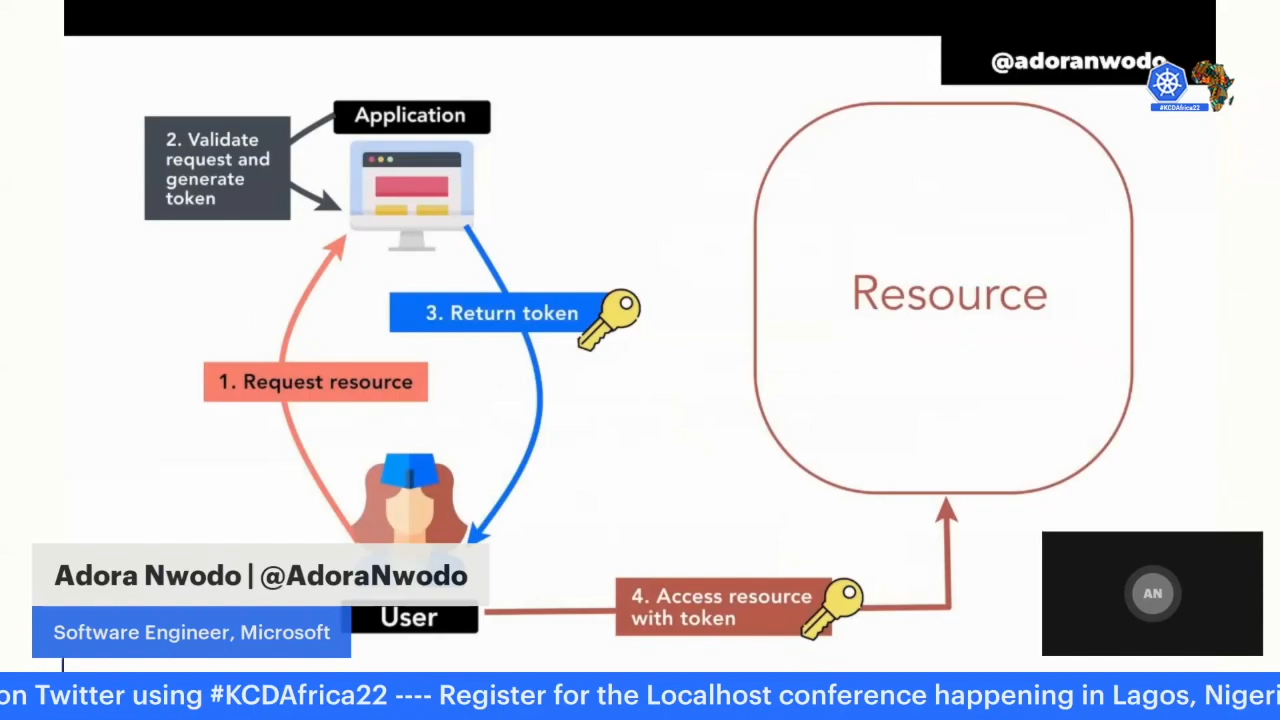 @adoranwodo
#KCDAfrica22
Application
2. Validate
request and
generate
token
3. Return token
Resource
1. Request resource
4. Access resource
with token
User
Adora Nwodo | @AdoraNwodo
Software Engineer, Microsoft
AN
on Twitter using #KCDAfrica22 ---- Register for the Localhost conference happening in Lagos, Nigeri